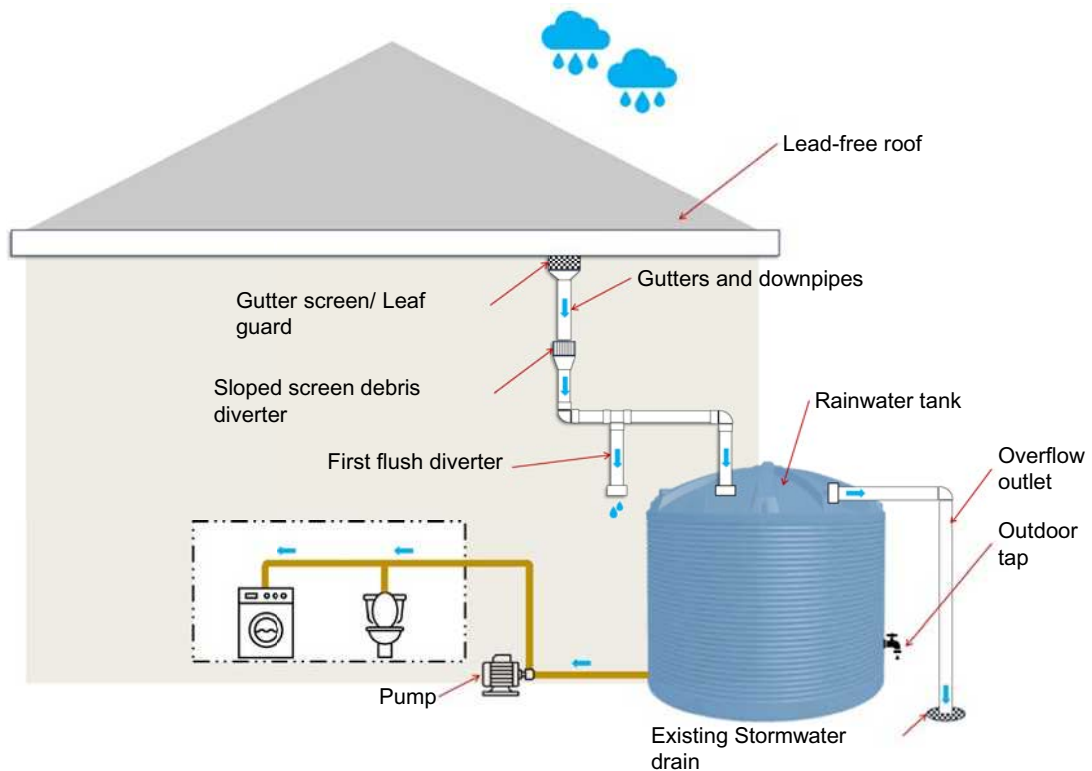 Lead-free roof
Gutter screen/ Leaf
guard
Gutters and downpipes
Sloped screen debris
diverter
Rainwater tank
First flush diverter
Overflow
outlet
Outdoor
tap
Pump
Existing Stormwater
drain